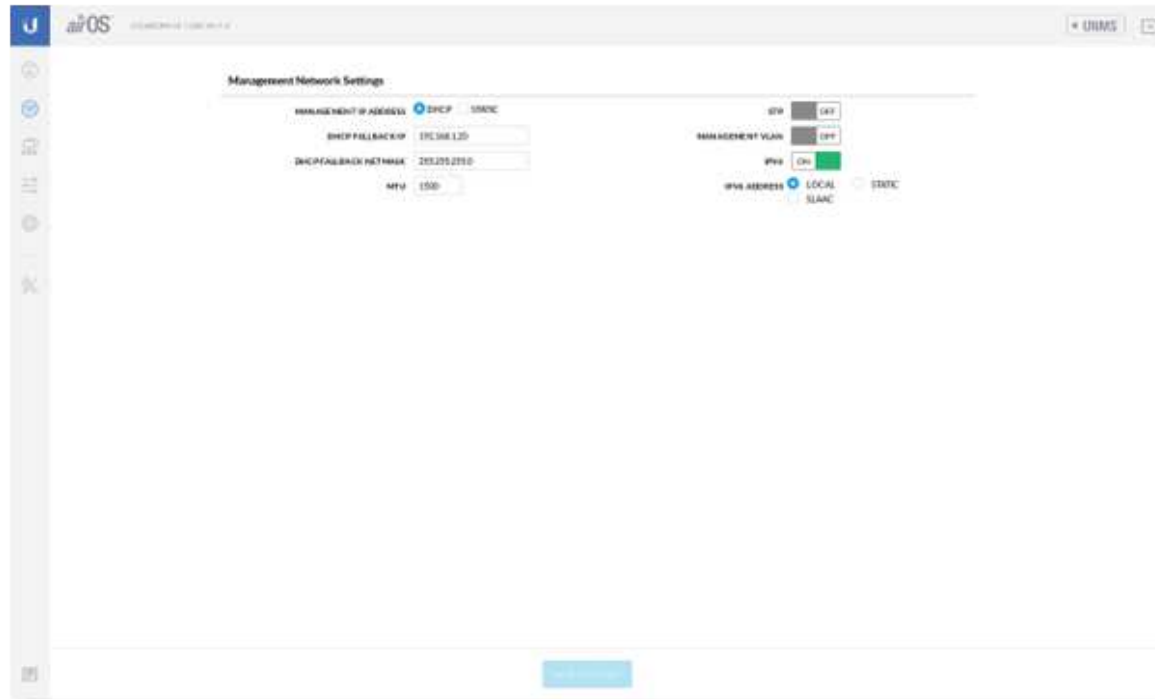 airOS
UNMS
Management Network Settings
MANAGEMENT IP ADDRESS DHCP STATIC
DHCP FALLBACK IP 192.168.1.20
DHCP FALLBACK NETMASK 255.255.255.0
MTU 1500
STP OFF
MANAGEMENT VLAN OFF
IPV6 ON
IPV6 ADDRESS LOCAL STATIC
SLAAC